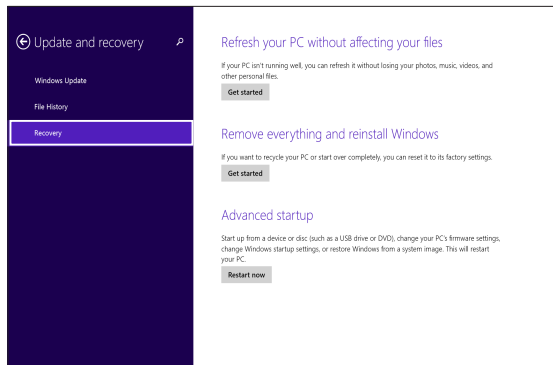 Update and recovery
Windows Update
File History
Recovery
Refresh your PC without affecting your files
If your PC isn't running well, you can refresh it without losing your photos, music, videos, and
other personal files.
Get started
Remove everything and reinstall Windows
If you want to recycle your PC or start over completely, you can reset it to its factory settings.
Get started
Advanced startup
Start up from a device or disc (such as a USB drive or DVD), change your PC's firmware settings,
change Windows startup settings, or restore Windows from a system image. This will restart
your PC.
Restart now